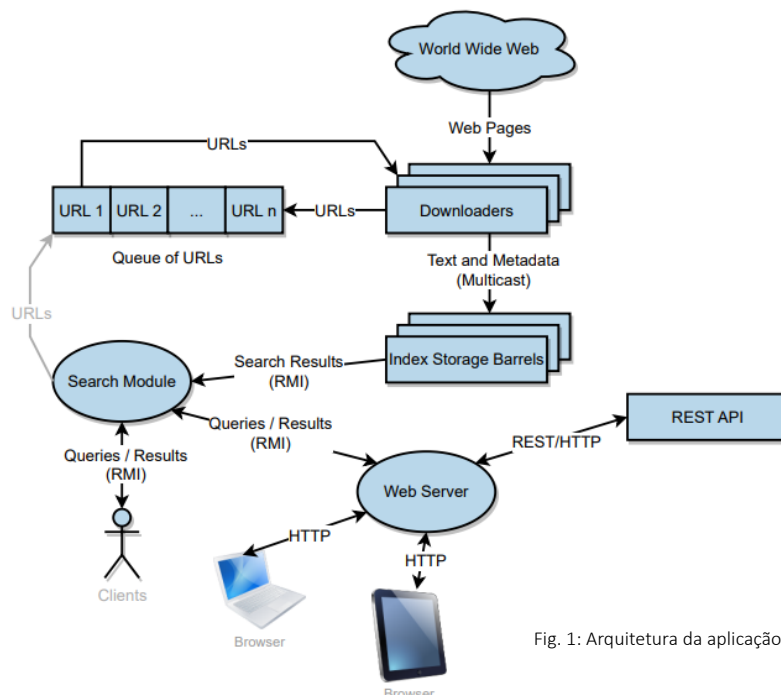 World Wide Web
Web Pages
URLs
URL 1
URL 2
...
URL n
URLs
Downloaders
Queue of URLs
Text and Metadata
(Multicast)
URLs
Index Storage Barrels
Search Results
(RMI)
Search Module
Queries / Results
(RMI)
REST API
REST/HTTP
Queries / Results
(RMI)
Web Server
HTTP
HTTP
Clients
Browser
Fig. 1: Arquitetura da aplicação
Browser